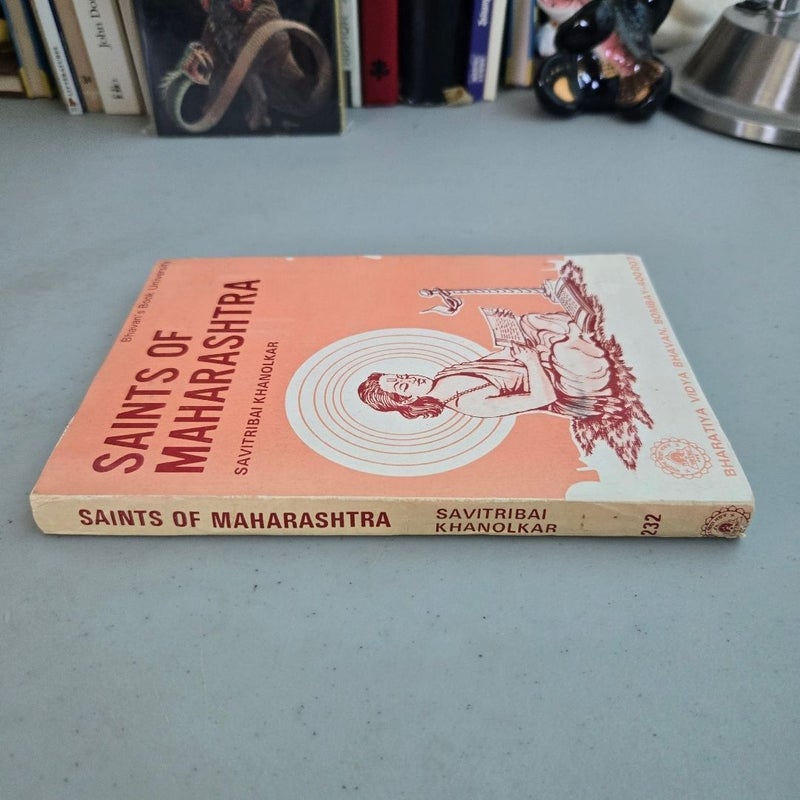 Bhavan's Book University
SAINTS OF
MAHARASHTRA
SAVITRIBAI KHANOLKAR
BHARATIYA VIDYA BHAVAN, BOMBAY-400007
SAINTS OF MAHARASHTRA
SAVITRIBAI
KHANOLKAR
232